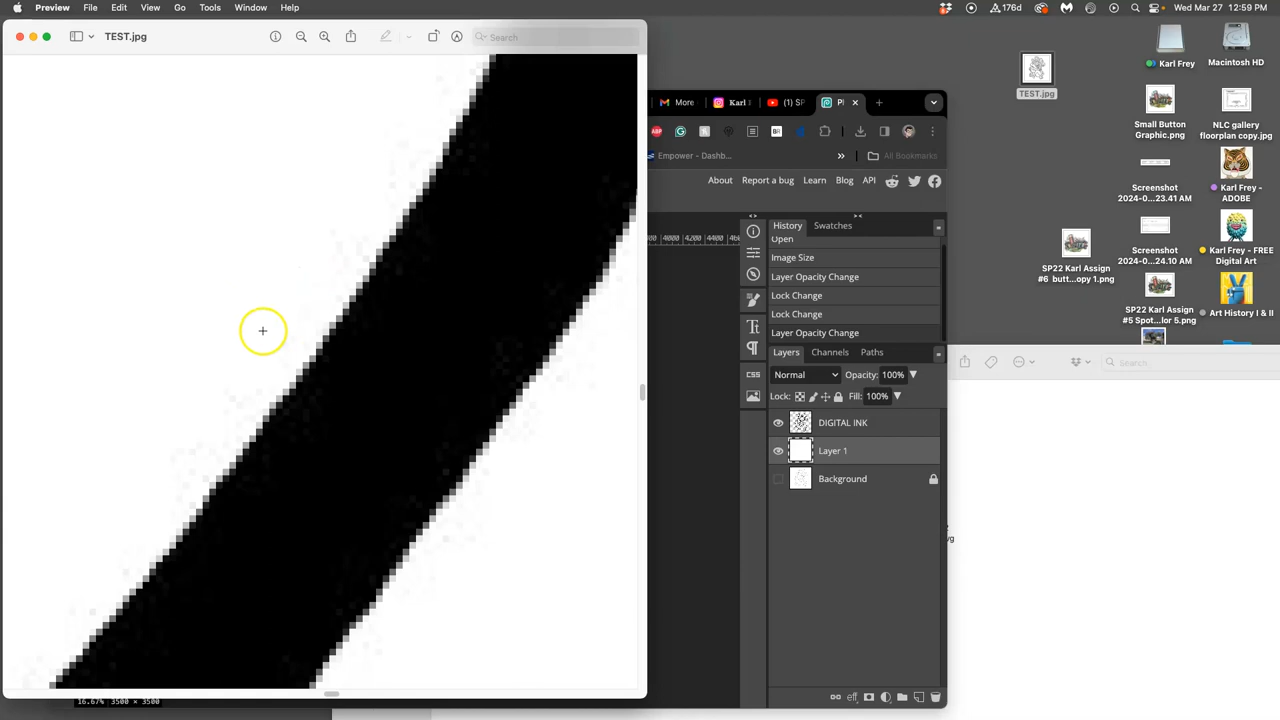 Preview File Edit View Go Tools Window Help 176d Wed Mar 27 12:59 PM
TEST.jpg Search
More
Karl
(1) SP
Empower - Dashb...
All Bookmarks
About Report a bug Learn Blog API
History Swatches
Open
Image Size
Layer Opacity Change
Lock Change
Lock Change
Layer Opacity Change
Layers Channels Paths
Normal Opacity: 100%
Lock: Fill: 100%
DIGITAL INK
Layer 1
Background
CSS
eff
16.67% 3500 × 3500
TEST.jpg
Karl Frey
Macintosh HD
Small Button
Graphic.png
NLC gallery
floorplan copy.jpg
Screenshot
2024-0...23.41 AM
Karl Frey -
ADOBE
Screenshot
2024-0...24.10 AM
Karl Frey - FREE
Digital Art
SP22 Karl Assign
#6 butt...opy 1.png
SP22 Karl Assign
#5 Spot...lor 5.png
Art History I & II
Search